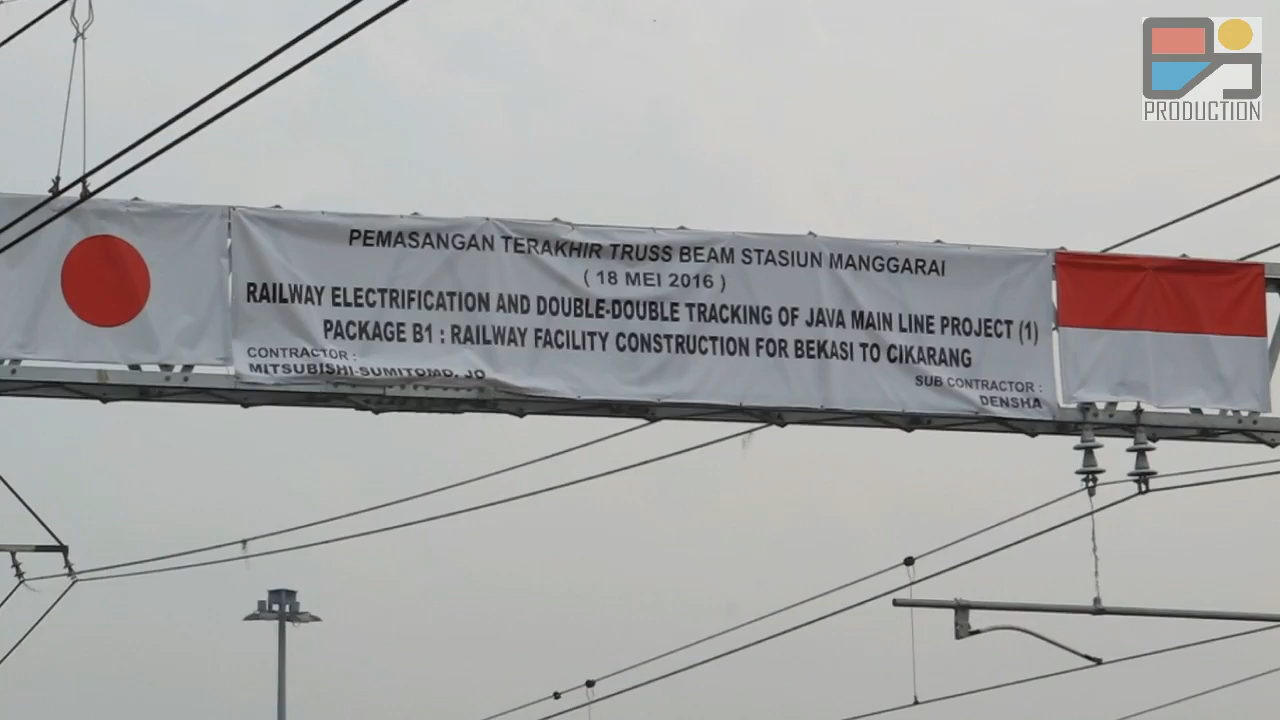 PRODUCTION
PEMASANGAN TERAKHIR TRUSS BEAM STASIUN MANGGARAI
( 18 MEI 2016 )
RAILWAY ELECTRIFICATION AND DOUBLE-DOUBLE TRACKING OF JAVA MAIN LINE PROJECT (1)
PACKAGE B1 : RAILWAY FACILITY CONSTRUCTION FOR BEKASI TO CIKARANG
CONTRACTOR :
MITSUBISHI-SUMITOMO, JO
SUB CONTRACTOR :
DENSHA